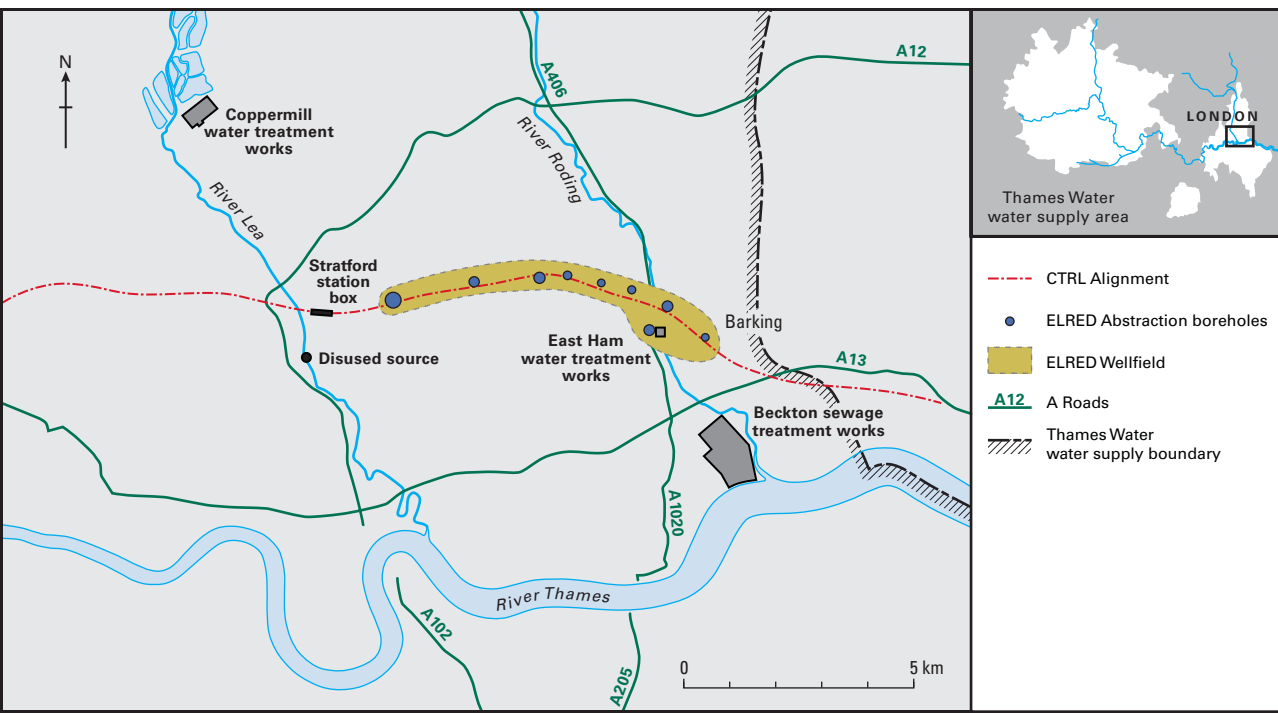 N
Coppermill
water treatment
works
River Lea
A406
River Roding
A12
Stratford
station
box
Disused source
East Ham
water treatment
works
Barking
A13
Beckton sewage
treatment works
A1020
River Thames
A102
A205
0
5 km
LONDON
Thames Water
water supply area
CTRL Alignment
ELRED Abstraction boreholes
ELRED Wellfield
A12
A Roads
Thames Water
water supply boundary